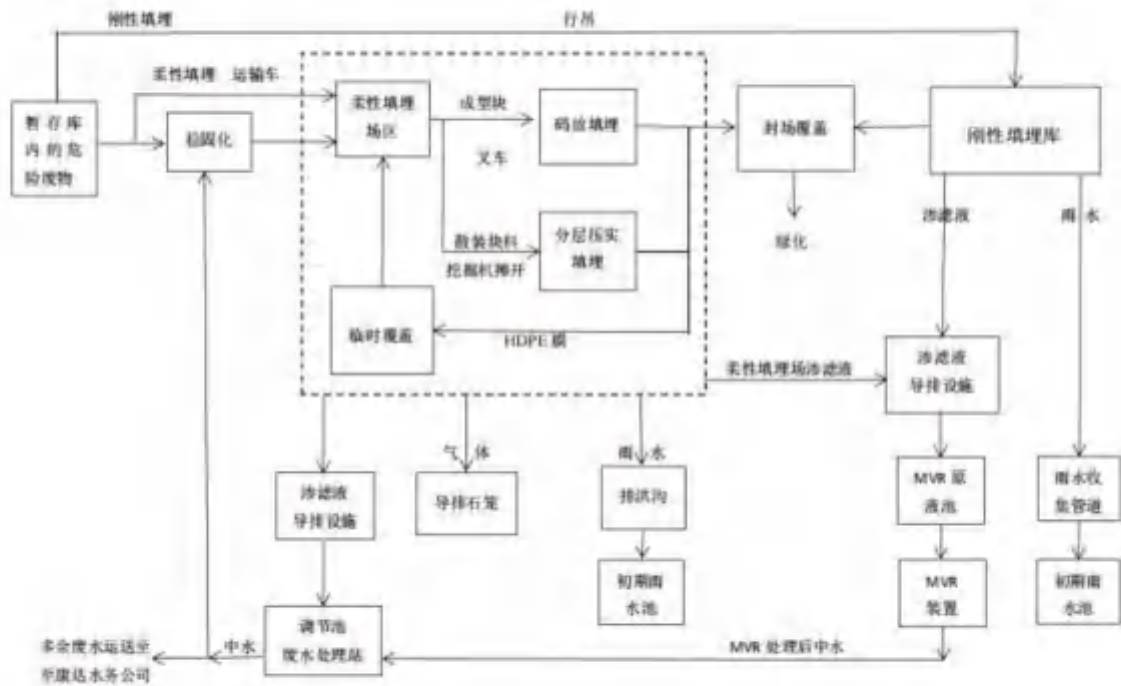 刚性填埋
行吊
柔性填埋 运输车
暂存库
内的危
险废物
稳固化
柔性填埋
场区
成型块
叉车
码放填埋
封场覆盖
刚性填埋库
散装块料
挖掘机摊开
分层压实
填埋
绿化
渗滤液
雨水
临时覆盖
HDPE膜
柔性填埋场渗滤液
渗滤液
导排设施
气体
雨水
渗滤液
导排设施
导排石笼
排洪沟
MVR原
液池
雨水收
集管道
初期雨
水池
MVR
装置
初期雨
水池
调节池
废水处理站
中水
MVR处理后中水
多余废水运送至
至康达水务公司